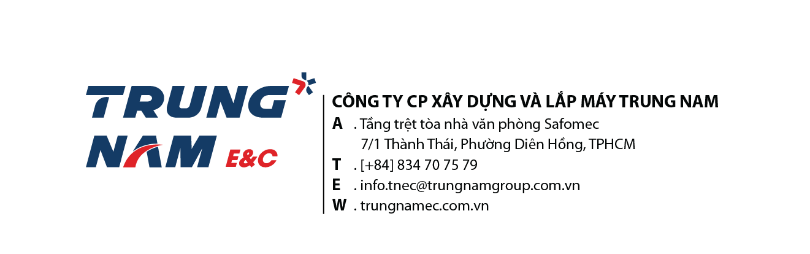 TRUNG
NAM E&C
CÔNG TY CP XÂY DỰNG VÀ LẮP MÁY TRUNG NAM
A . Tầng trệt tòa nhà văn phòng Safomec
7/1 Thành Thái, Phường Diên Hồng, TPHCM
T . [+84] 834 70 75 79
E . info.tnec@trungnamgroup.com.vn
W . trungnamec.com.vn